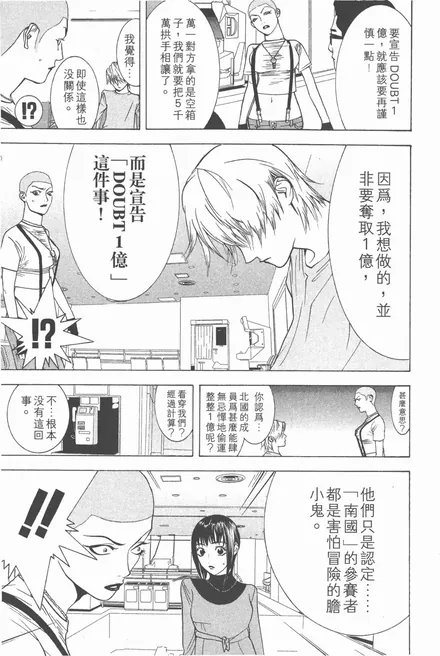 要宣告DOUBT1
億，就應該要再謹
慎一點！
萬一對方拿的是空箱
子，我們就要把5千
萬拱手相讓了。
我覺得…
即使這樣也
沒關係。
!?
因為，我想做的，並
非要奪取1億，
而是宣告
「DOUBT1億」
這件事！
!?
甚麼意思？
你認為…
北國的成
員為甚麼能肆
無忌憚地偷運
整整1億呢？
看穿我們？
經過計算？
不…根本
沒有這回
事。
他們只是認定……
「南國」的參賽者
都是害怕冒險的膽
小鬼。
!!